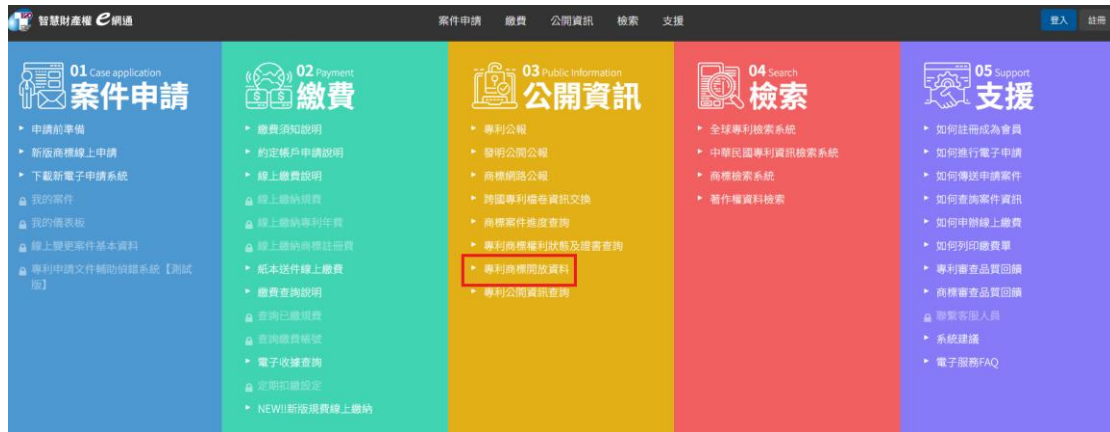 智慧財產權 e 網通
案件申請 繳費 公開資訊 檢索 支援
登入 註冊
01 Case application
案件申請
申請前準備
新版商標線上申請
下載新電子申請系統
我的案件
我的儀表板
線上變更案件基本資料
專利申請文件輔助偵錯系統【測試
版】
02 Payment
繳費
繳費須知說明
約定帳戶申請說明
線上繳費說明
線上繳納規費
線上繳納專利年費
線上繳納商標註冊費
紙本送件線上繳費
繳費查詢說明
查詢已繳規費
查詢繳費帳號
電子收據查詢
定期扣繳設定
NEW!!新版規費線上繳納
03 Public Information
公開資訊
專利公報
發明公開公報
商標網路公報
跨國專利檔卷資訊交換
商標案件進度查詢
專利商標權利狀態及證書查詢
專利商標開放資料
專利公開資訊查詢
04 Search
檢索
全球專利檢索系統
中華民國專利資訊檢索系統
商標檢索系統
著作權資料檢索
05 Support
支援
如何註冊成為會員
如何進行電子申請
如何傳送申請案件
如何查詢案件資訊
如何申辦線上繳費
如何列印繳費單
專利審查品質回饋
商標審查品質回饋
聯繫客服人員
系統建議
電子服務FAQ